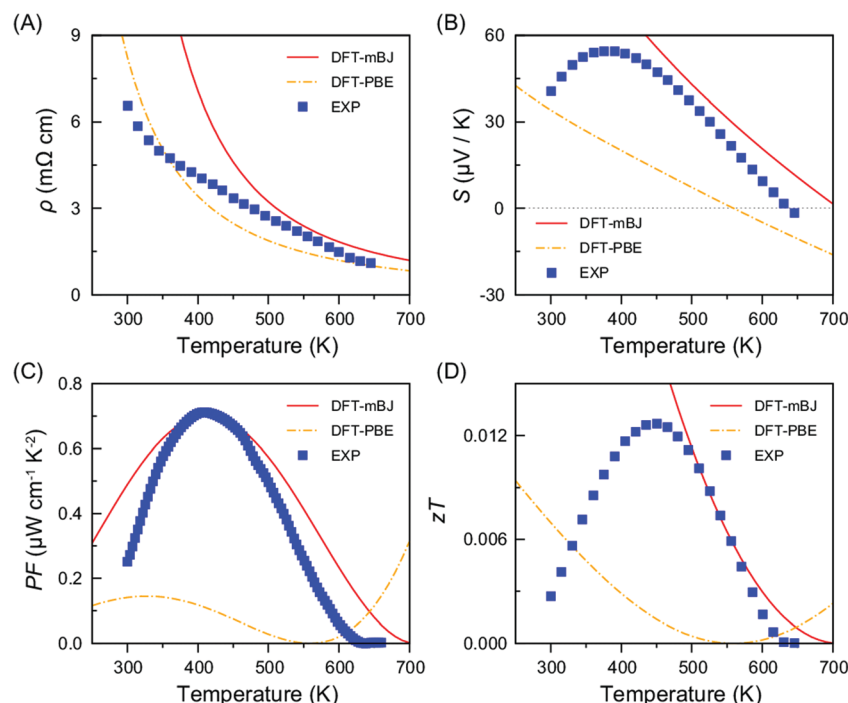 (A)
9
6
3
0
ρ (mΩ cm)
DFT-mBJ
DFT-PBE
EXP
300 400 500 600 700
Temperature (K)
(B)
60
30
0
-30
S (µV / K)
DFT-mBJ
DFT-PBE
EXP
300 400 500 600 700
Temperature (K)
(C)
0.8
0.6
0.4
0.2
0.0
PF (µW cm⁻¹ K⁻²)
DFT-mBJ
DFT-PBE
EXP
300 400 500 600 700
Temperature (K)
(D)
0.012
0.006
0.000
zT
DFT-mBJ
DFT-PBE
EXP
300 400 500 600 700
Temperature (K)